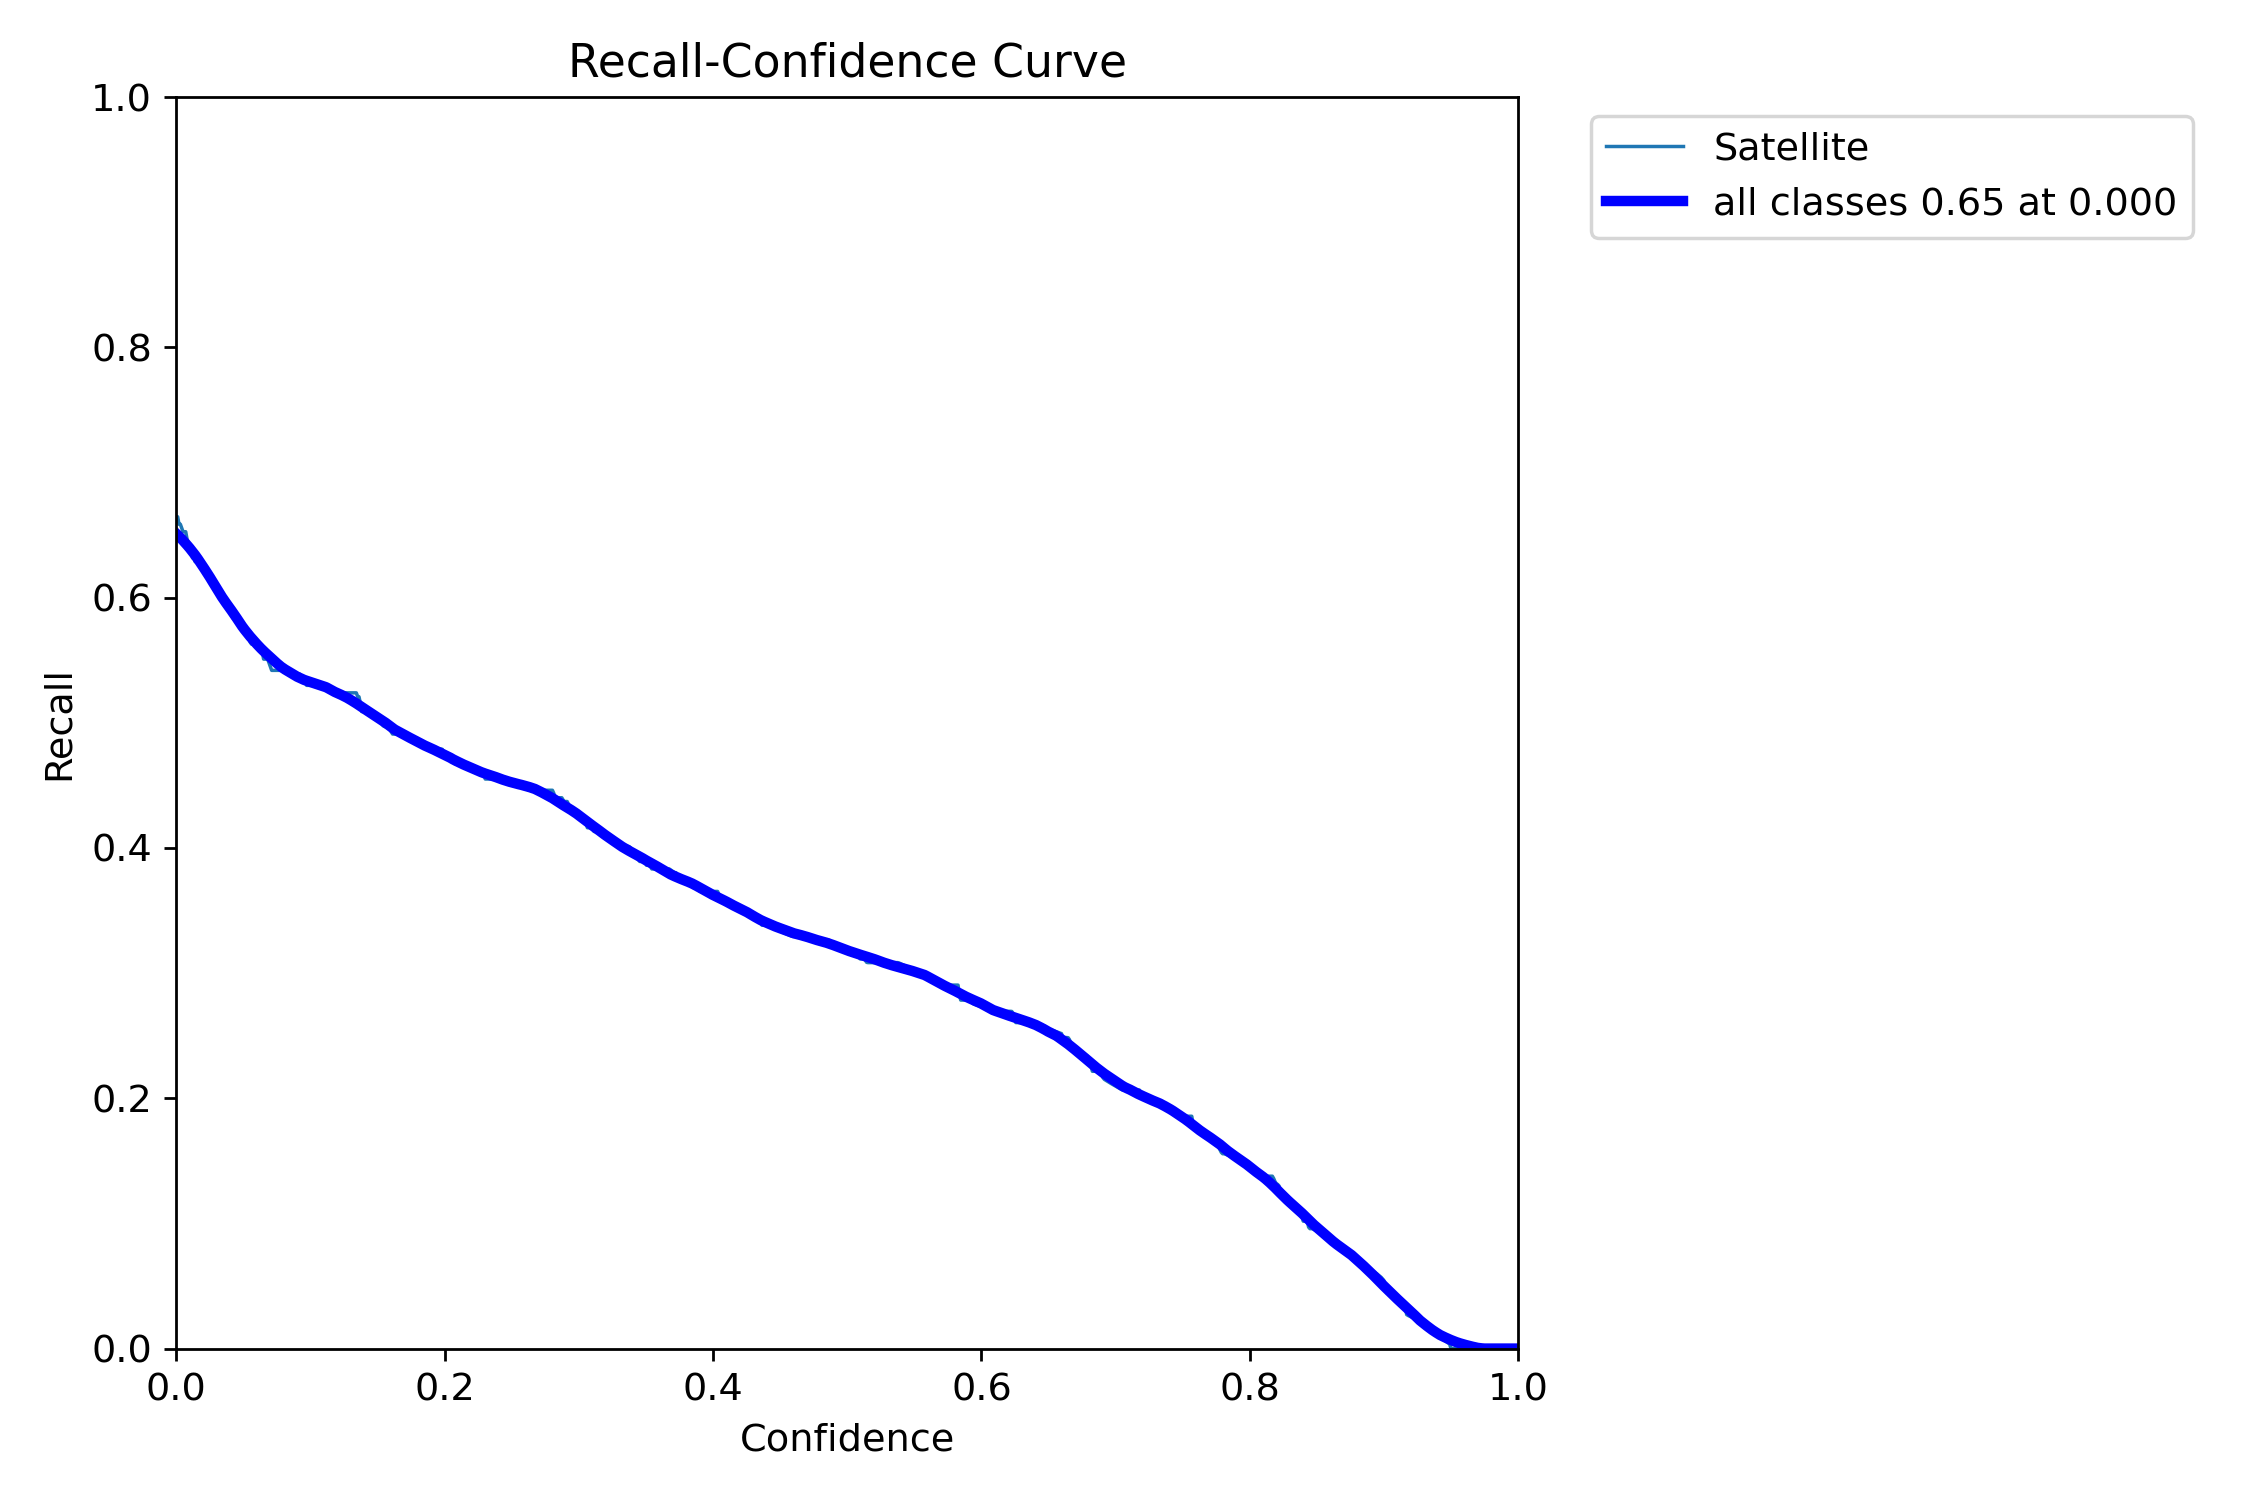 Recall-Confidence Curve
1.0
0.8
0.6
0.4
0.2
0.0
Recall
0.0 0.2 0.4 0.6 0.8 1.0
Confidence
Satellite
all classes 0.65 at 0.000